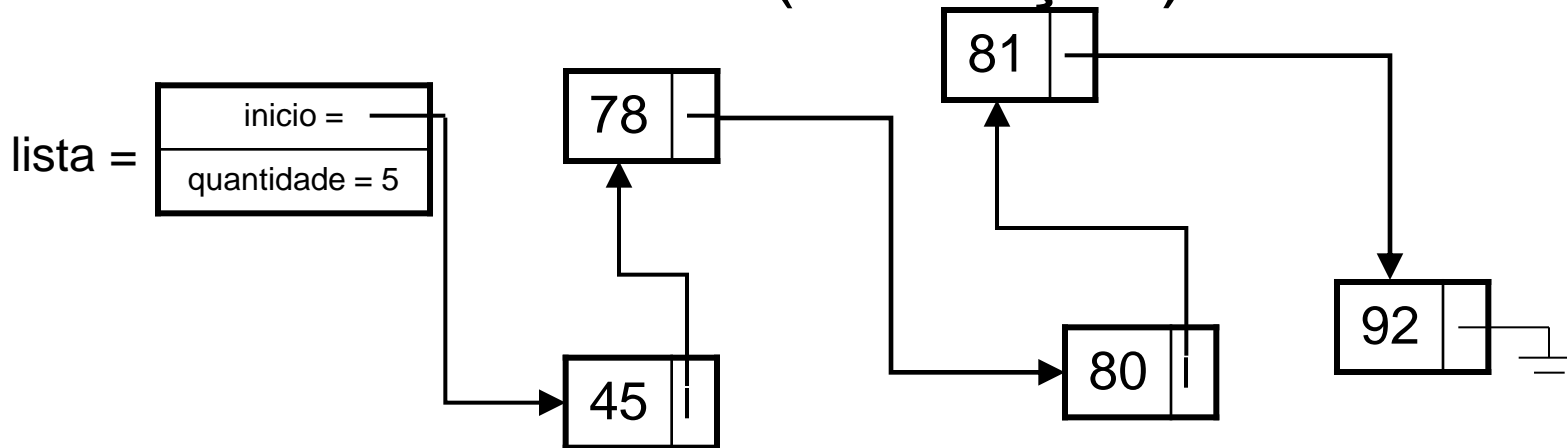 lista =
inicio =
quantidade = 5
78
81
45
80
92